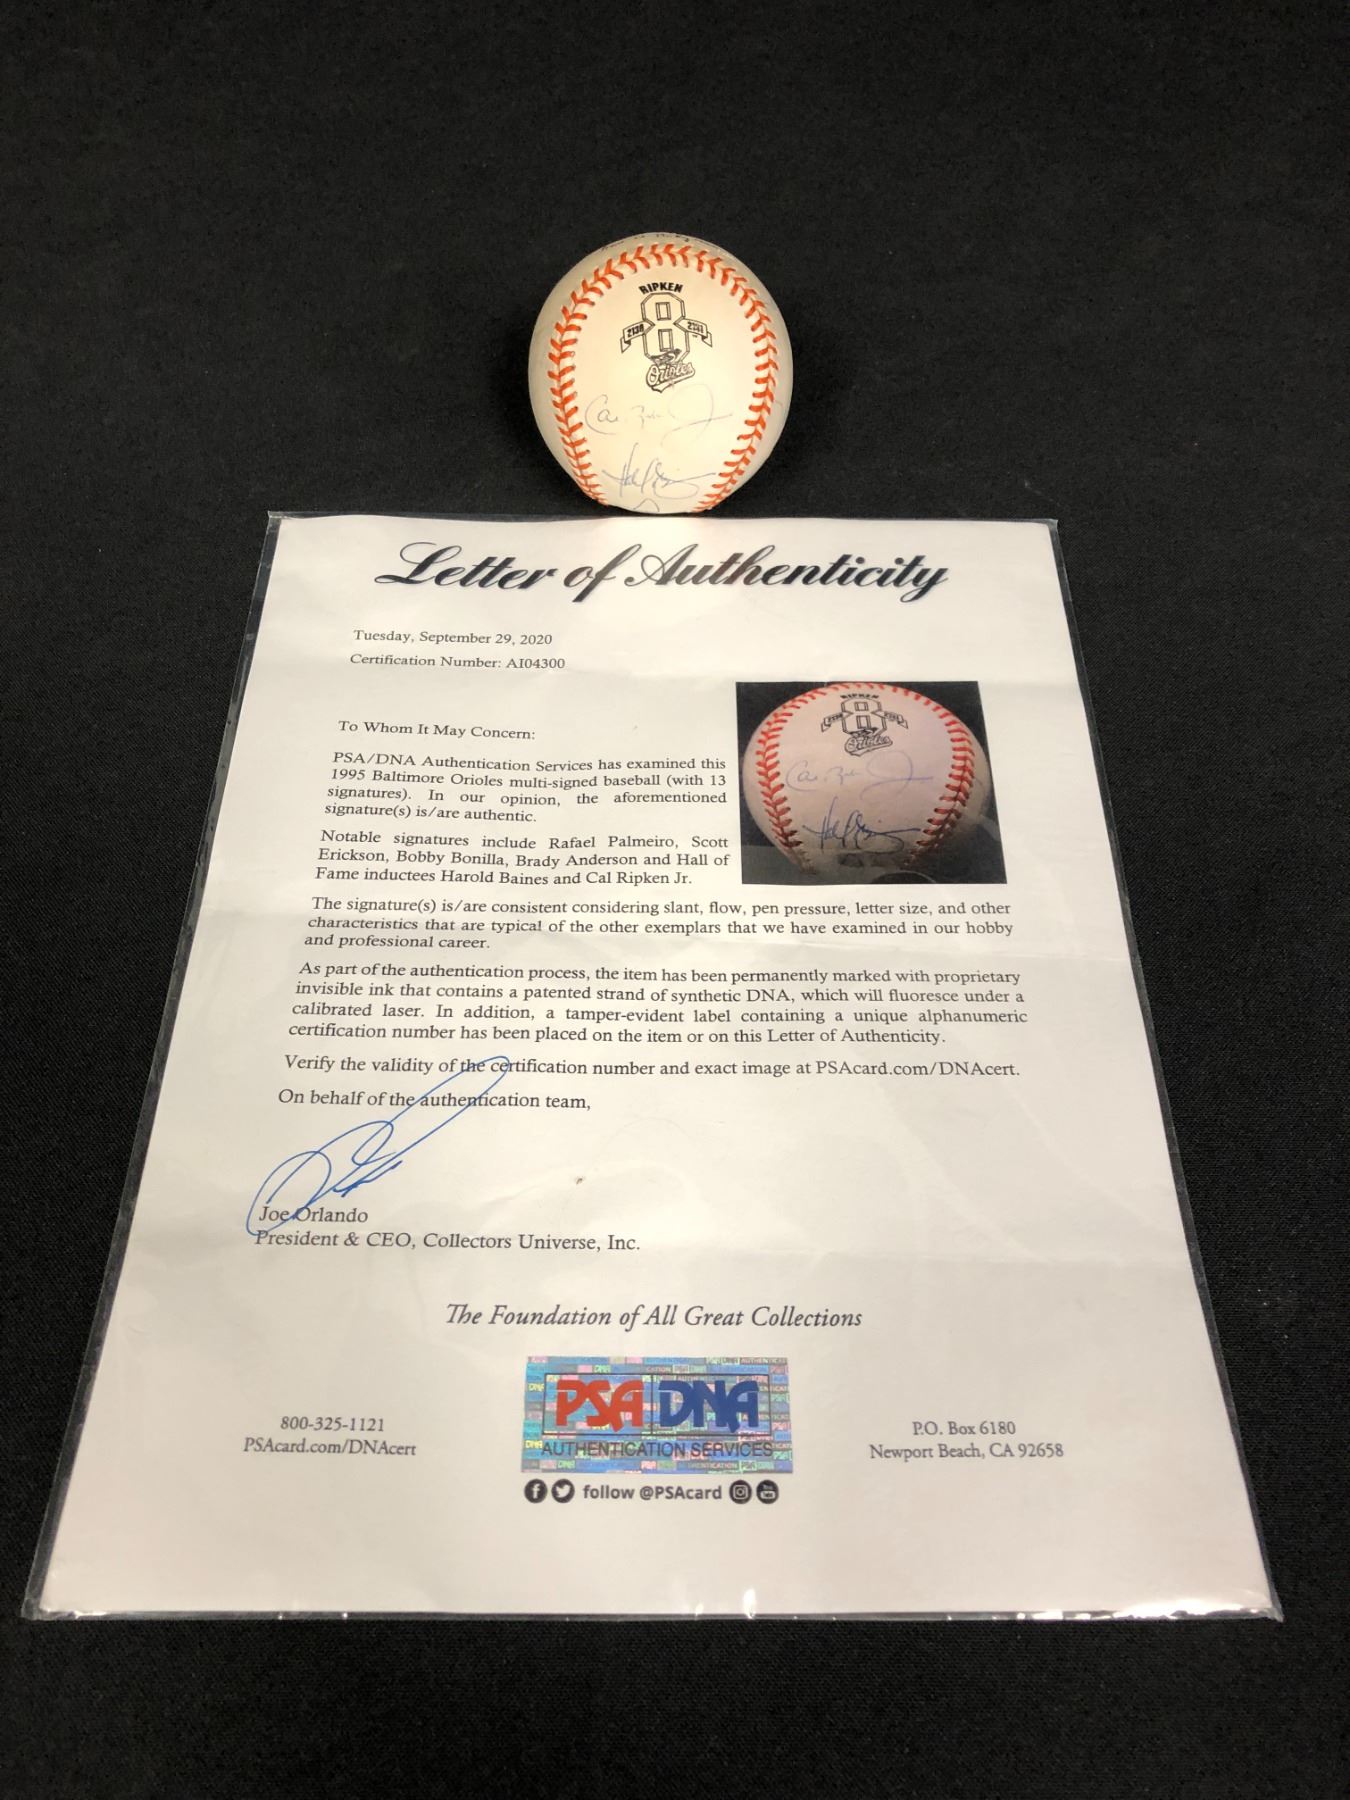 RIPKEN
8
2130
2131
Orioles
Letter of Authenticity
Tuesday, September 29, 2020
Certification Number: AI04300
To Whom It May Concern:
PSA/DNA Authentication Services has examined this
1995 Baltimore Orioles multi-signed baseball (with 13
signatures). In our opinion, the aforementioned
signature(s) is/are authentic.
Notable signatures include Rafael Palmeiro, Scott
Erickson, Bobby Bonilla, Brady Anderson and Hall of
Fame inductees Harold Baines and Cal Ripken Jr.
RIPKEN
8
Orioles
The signature(s) is/are consistent considering slant, flow, pen pressure, letter size, and other
characteristics that are typical of the other exemplars that we have examined in our hobby
and professional career.
As part of the authentication process, the item has been permanently marked with proprietary
invisible ink that contains a patented strand of synthetic DNA, which will fluoresce under a
calibrated laser. In addition, a tamper-evident label containing a unique alphanumeric
certification number has been placed on the item or on this Letter of Authenticity.
Verify the validity of the certification number and exact image at PSAcard.com/DNAcert.
On behalf of the authentication team,
Joe Orlando
President & CEO, Collectors Universe, Inc.
The Foundation of All Great Collections
PSA DNA
AUTHENTICATION SERVICES
800-325-1121
PSAcard.com/DNAcert
P.O. Box 6180
Newport Beach, CA 92658
follow @PSAcard